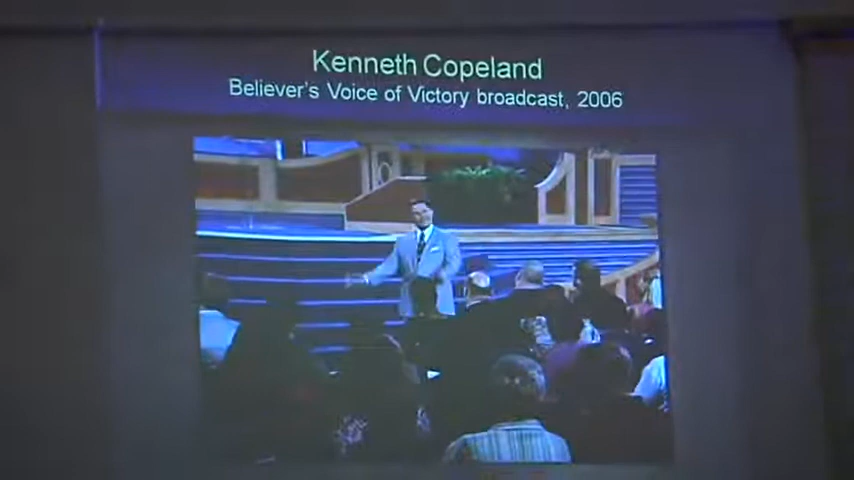 Kenneth Copeland
Believer's Voice of Victory broadcast, 2006